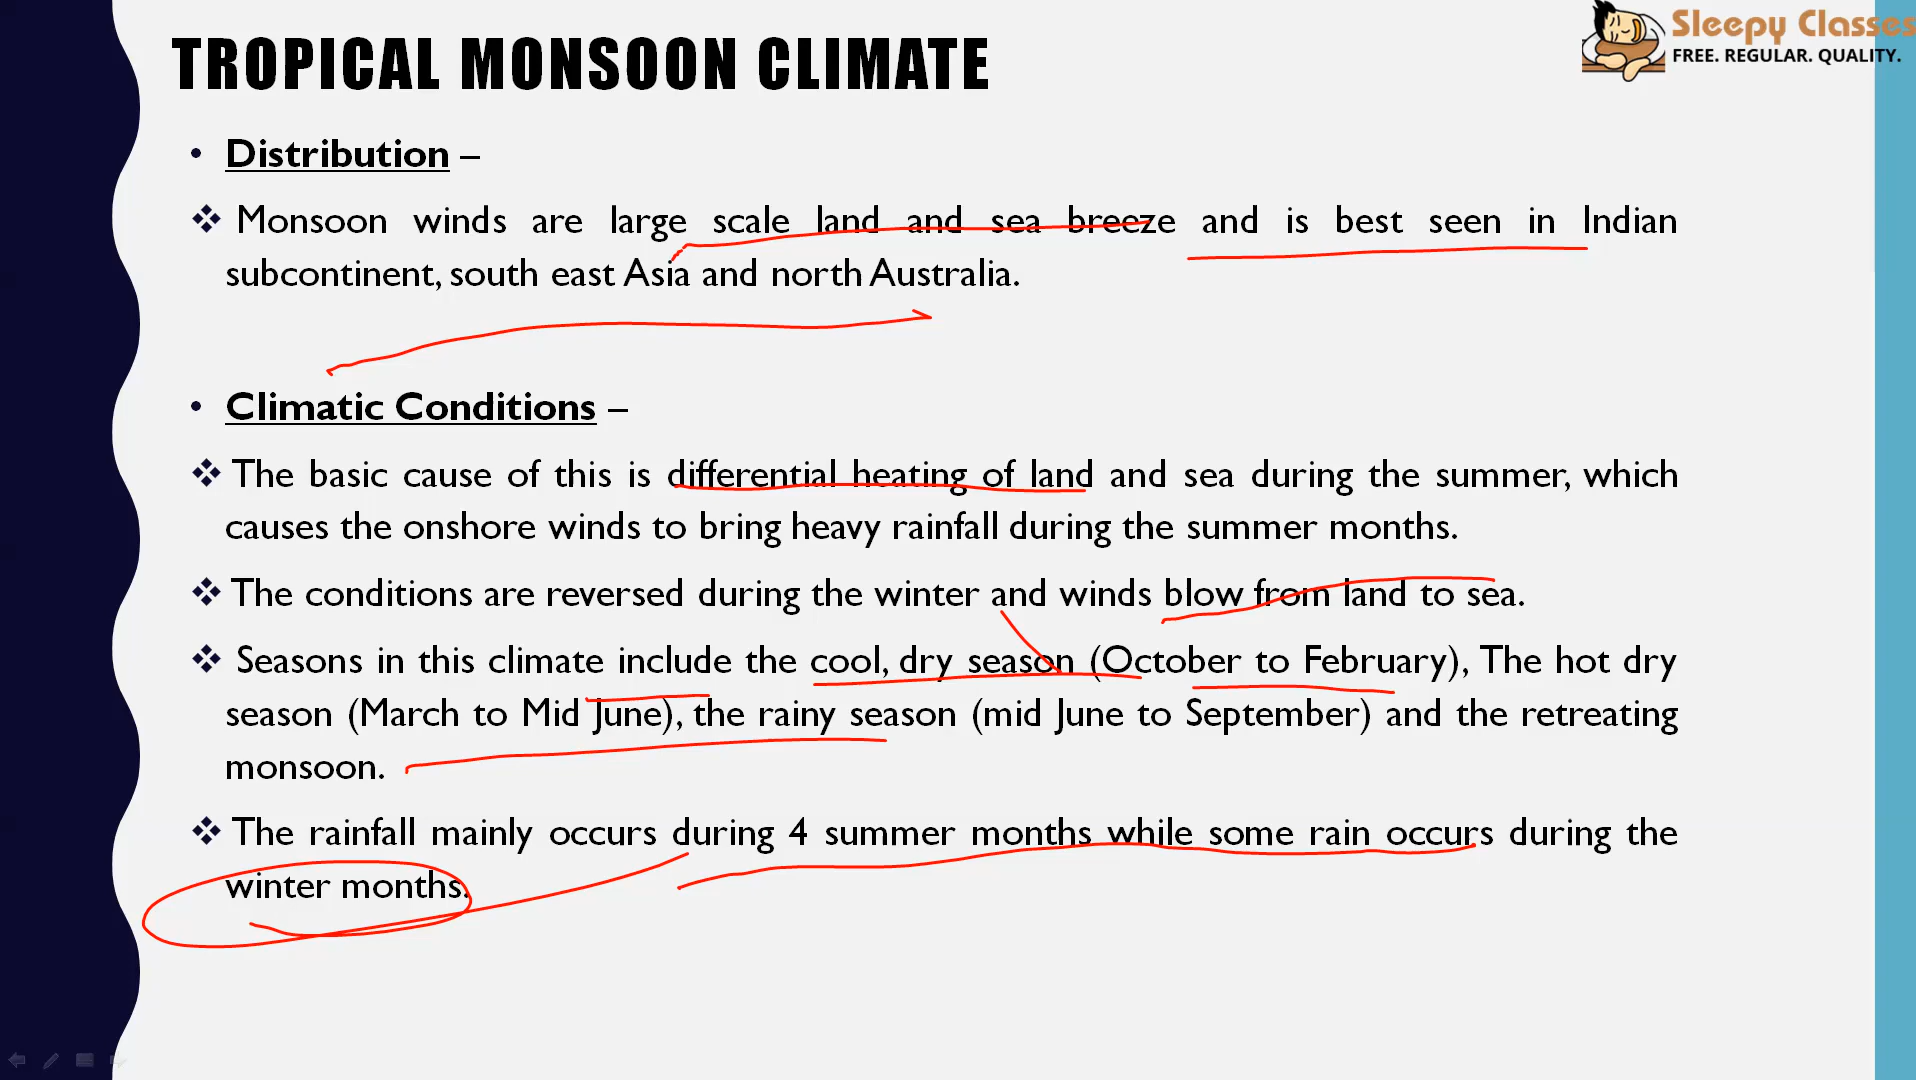 Sleepy Classes
FREE. REGULAR. QUALITY.
TROPICAL MONSOON CLIMATE
• Distribution –
❖ Monsoon winds are large scale land and sea breeze and is best seen in Indian
subcontinent, south east Asia and north Australia.
• Climatic Conditions –
❖ The basic cause of this is differential heating of land and sea during the summer, which
causes the onshore winds to bring heavy rainfall during the summer months.
❖ The conditions are reversed during the winter and winds blow from land to sea.
❖ Seasons in this climate include the cool, dry season (October to February), The hot dry
season (March to Mid June), the rainy season (mid June to September) and the retreating
monsoon.
❖ The rainfall mainly occurs during 4 summer months while some rain occurs during the
winter months.